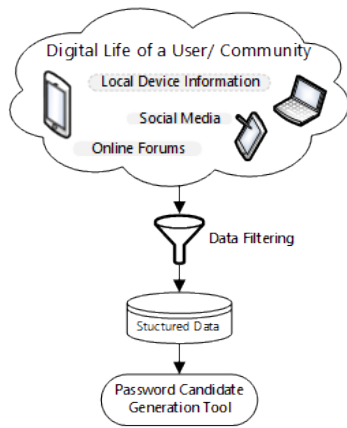 Digital Life of a User/ Community
Local Device Information
Social Media
Online Forums
Data Filtering
Stuctured Data
Password Candidate
Generation Tool